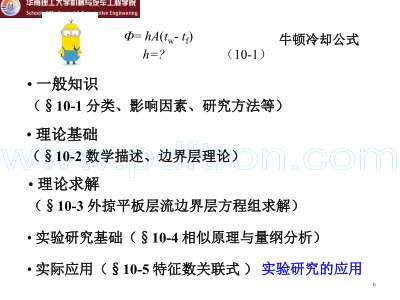 华南理工大学机械与汽车工程学院
School of Mechanical & Automotive Engineering
Φ= hA(tw- tf) 牛顿冷却公式
h=? （10-1）
• 一般知识
（§10-1 分类、影响因素、研究方法等）
• 理论基础
（§10-2 数学描述、边界层理论）
• 理论求解
（§10-3 外掠平板层流边界层方程组求解）
• 实验研究基础（§10-4 相似原理与量纲分析）
• 实际应用（§10-5 特征数关联式 ） 实验研究的应用
www.pdftron.com
6